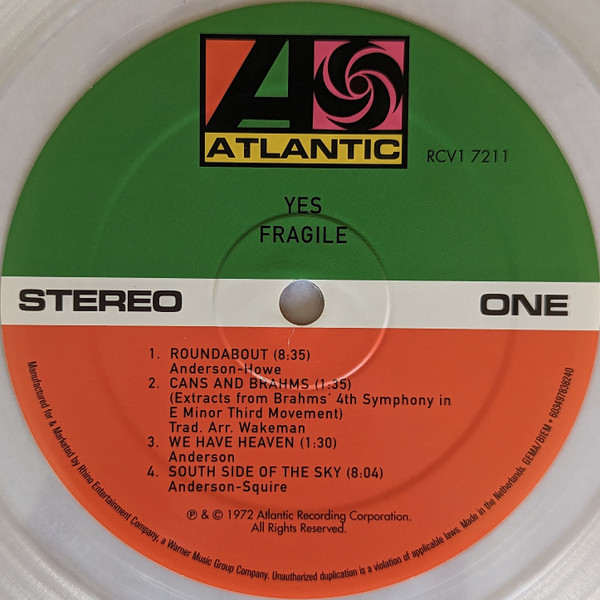 ATLANTIC
RCV1 7211
YES
FRAGILE
STEREO
ONE
1. ROUNDABOUT (8:35)
Anderson-Howe
2. CANS AND BRAHMS (1:35)
(Extracts from Brahms' 4th Symphony in
E Minor Third Movement)
Trad. Arr. Wakeman
3. WE HAVE HEAVEN (1:30)
Anderson
4. SOUTH SIDE OF THE SKY (8:04)
Anderson-Squire
℗ & © 1972 Atlantic Recording Corporation.
All Rights Reserved.
Manufactured for & Marketed by Rhino Entertainment Company, a Warner Music Group Company. Unauthorized duplication is a violation of applicable laws. Made in the Netherlands. GEMA/BIEM • 603497838240